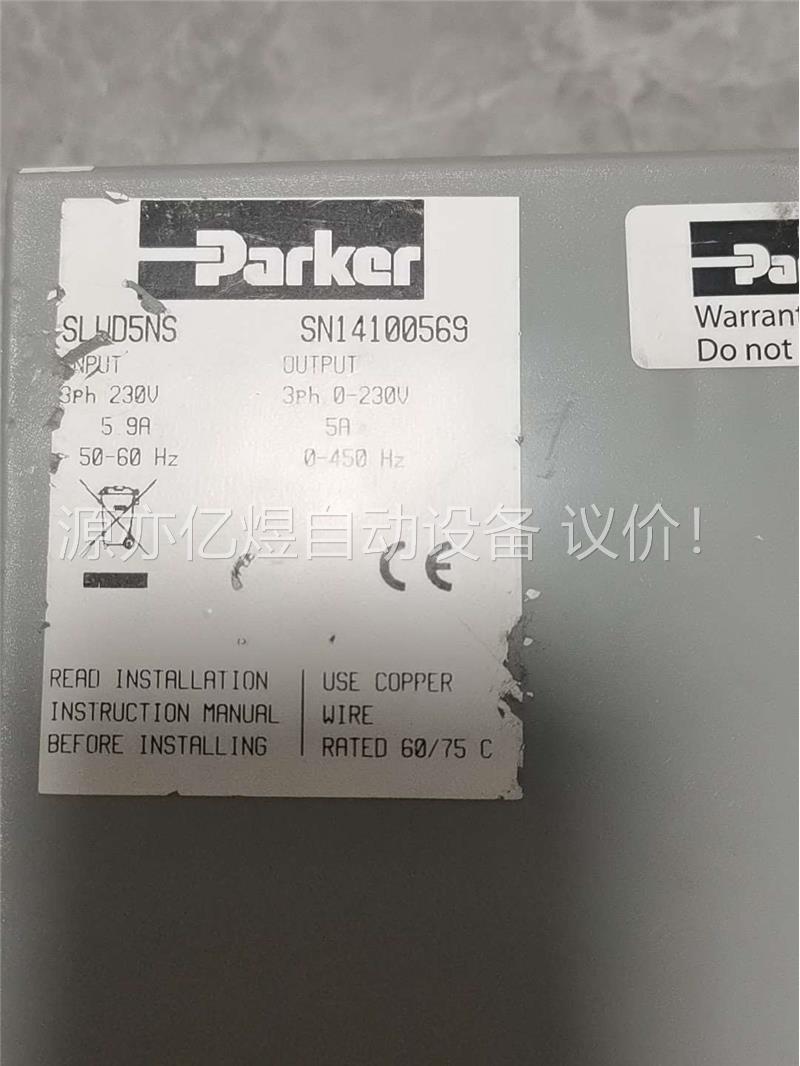 Parker
SLVD5NS SN14100569
INPUT OUTPUT
3ph 230V 3ph 0-230V
5.9A 5A
50-60 Hz 0-450 Hz
CE
READ INSTALLATION
INSTRUCTION MANUAL
BEFORE INSTALLING
USE COPPER
WIRE
RATED 60/75 C
Pa
Warrant
Do not
源亦亿煜自动设备 议价！